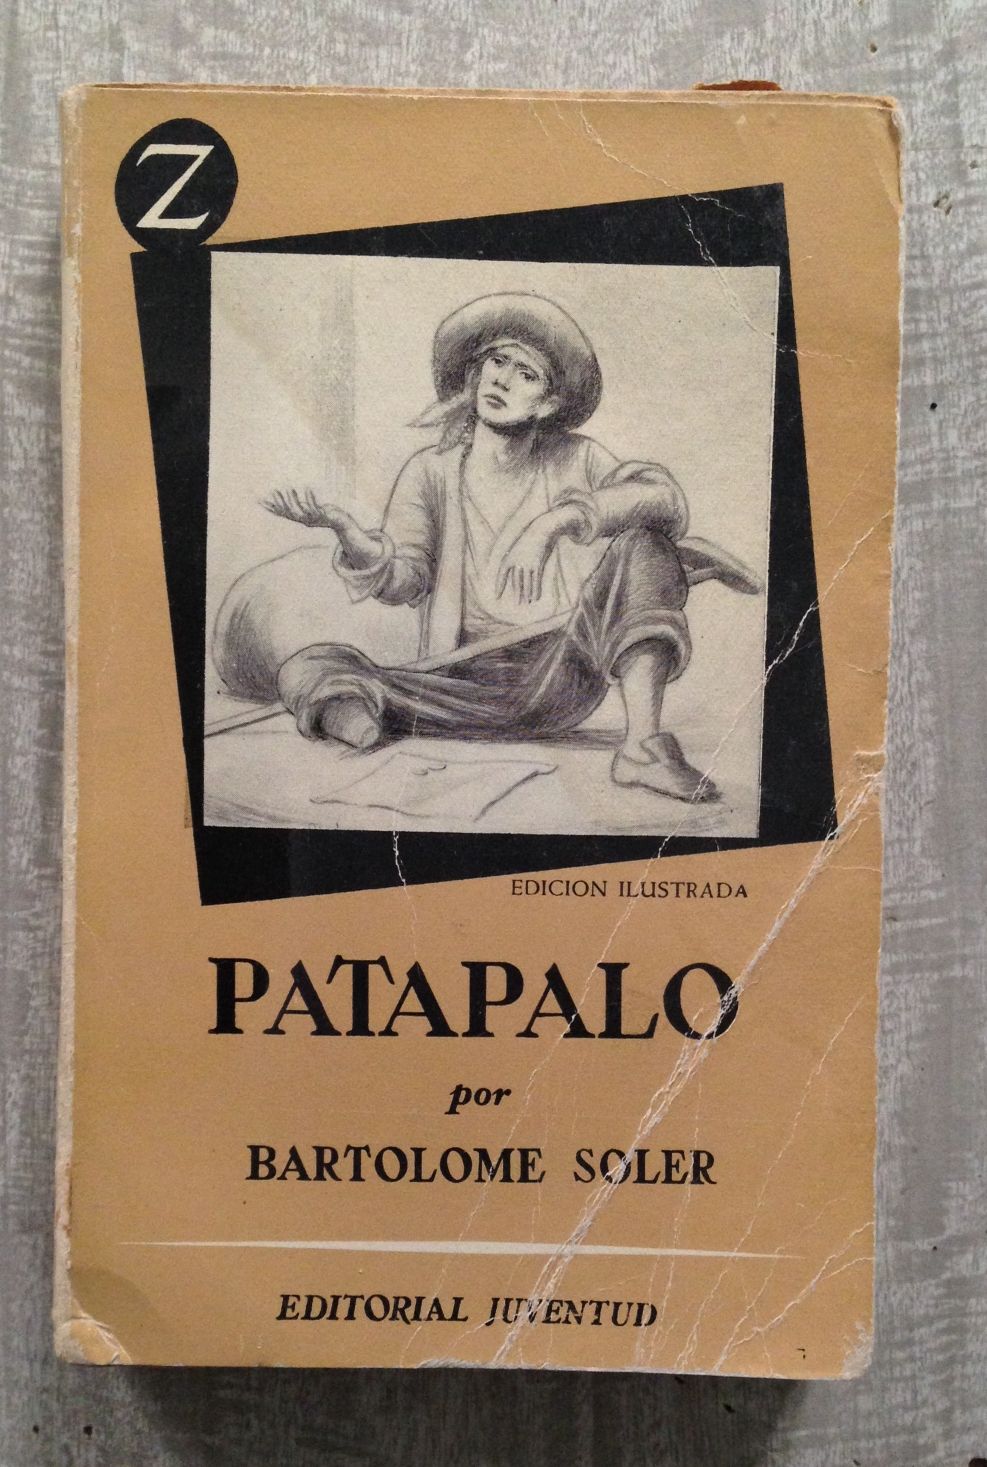 Z
EDICION ILUSTRADA
PATAPALO
por
BARTOLOME SOLER
EDITORIAL JUVENTUD